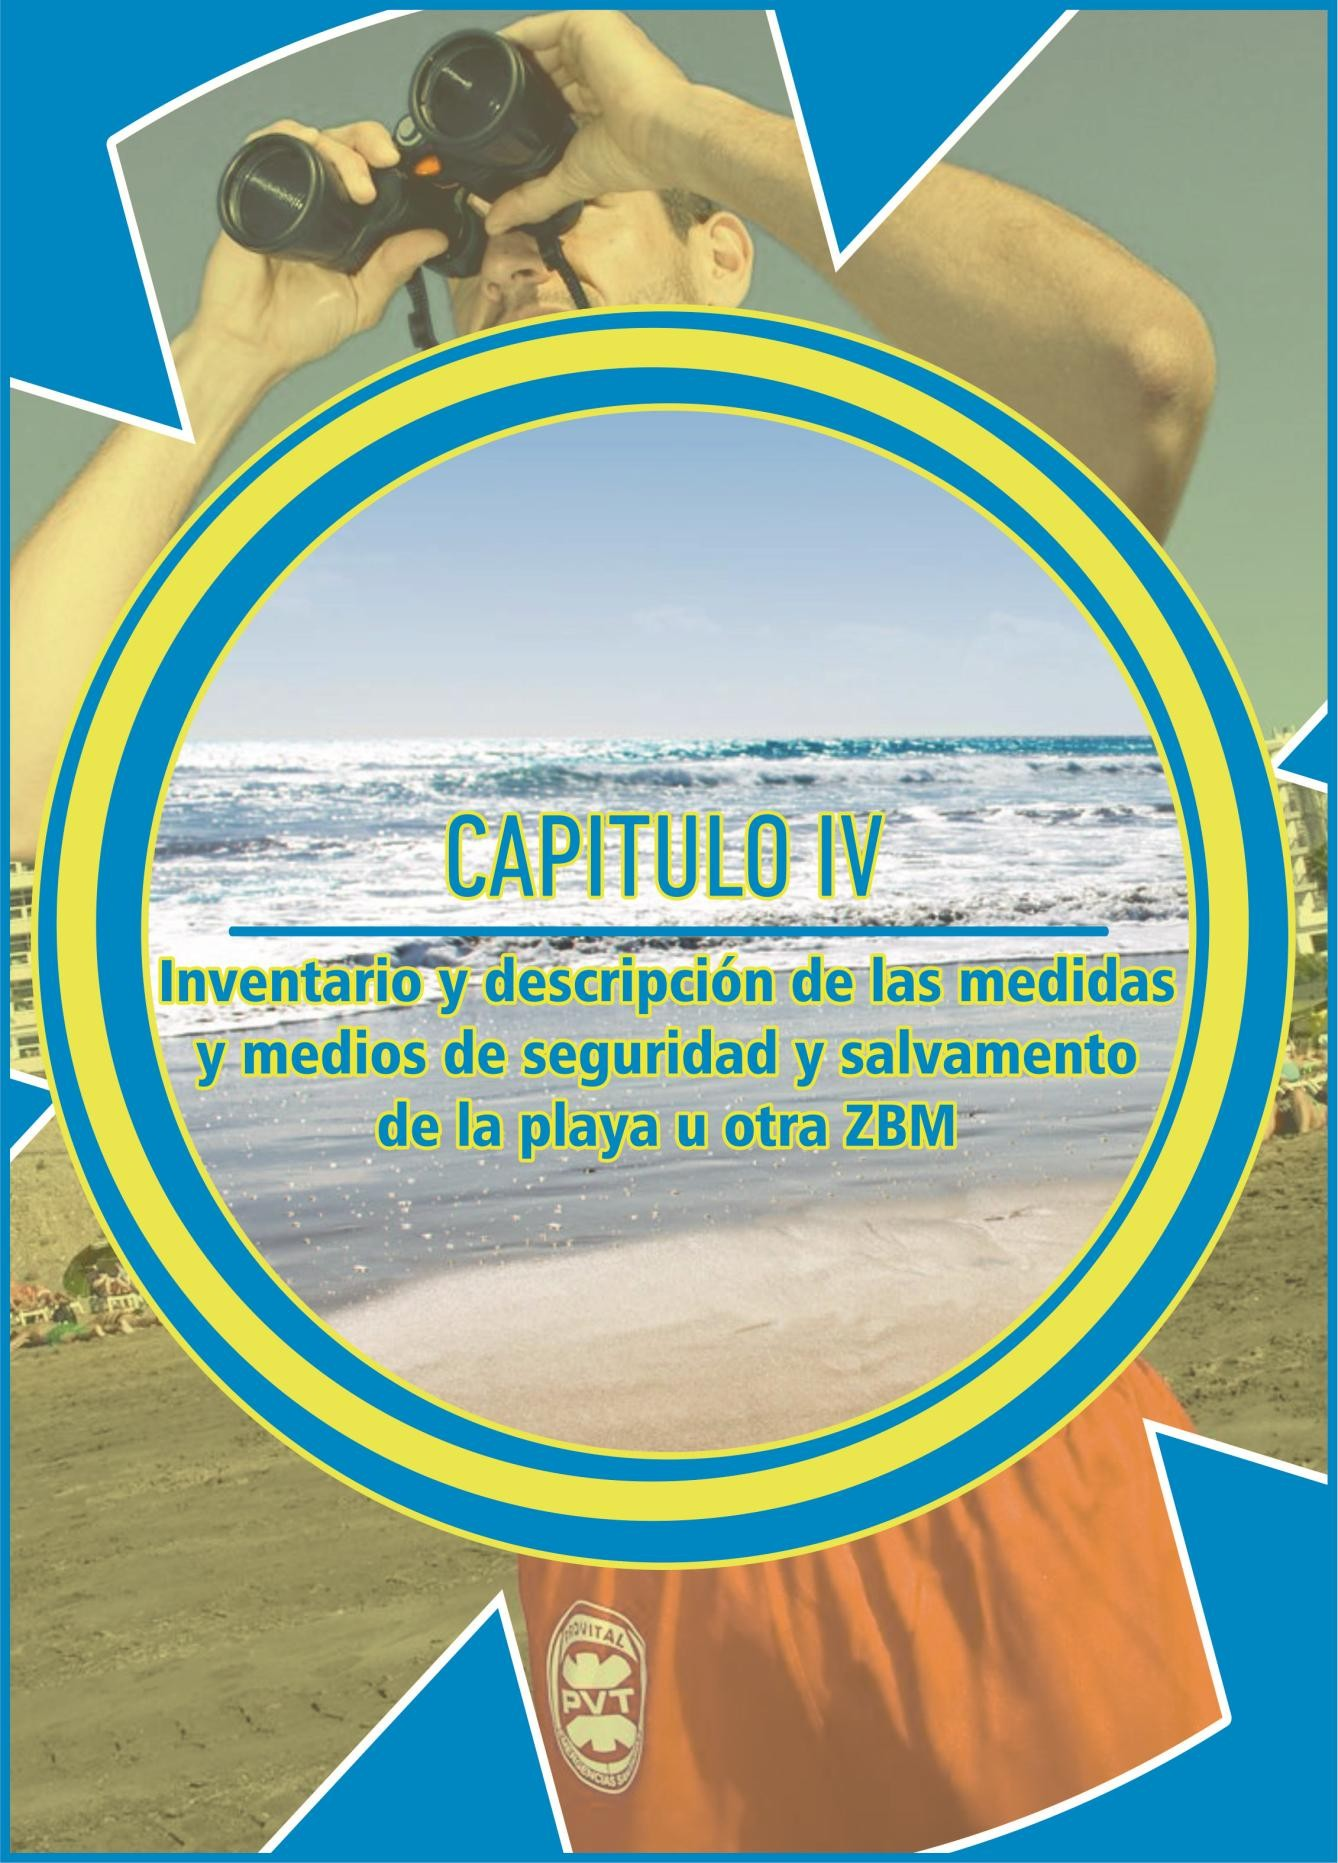 CAPITULO IV
Inventario y descripción de las medidas
y medios de seguridad y salvamento
de la playa u otra ZBM
PROVITAL
PVT